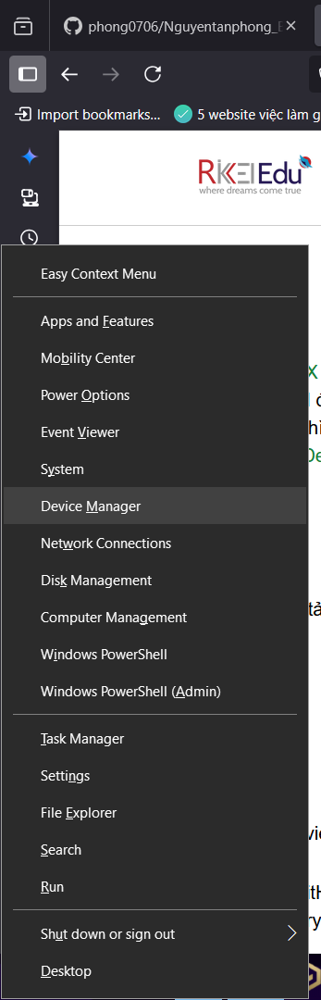 phong0706/Nguyentanphong_
Import bookmarks...
5 website việc làm
RIKKEI Edu
where dreams come true
Easy Context Menu
Apps and Features
Mobility Center
Power Options
Event Viewer
System
Device Manager
Network Connections
Disk Management
Computer Management
Windows PowerShell
Windows PowerShell (Admin)
Task Manager
Settings
File Explorer
Search
Run
Shut down or sign out
Desktop